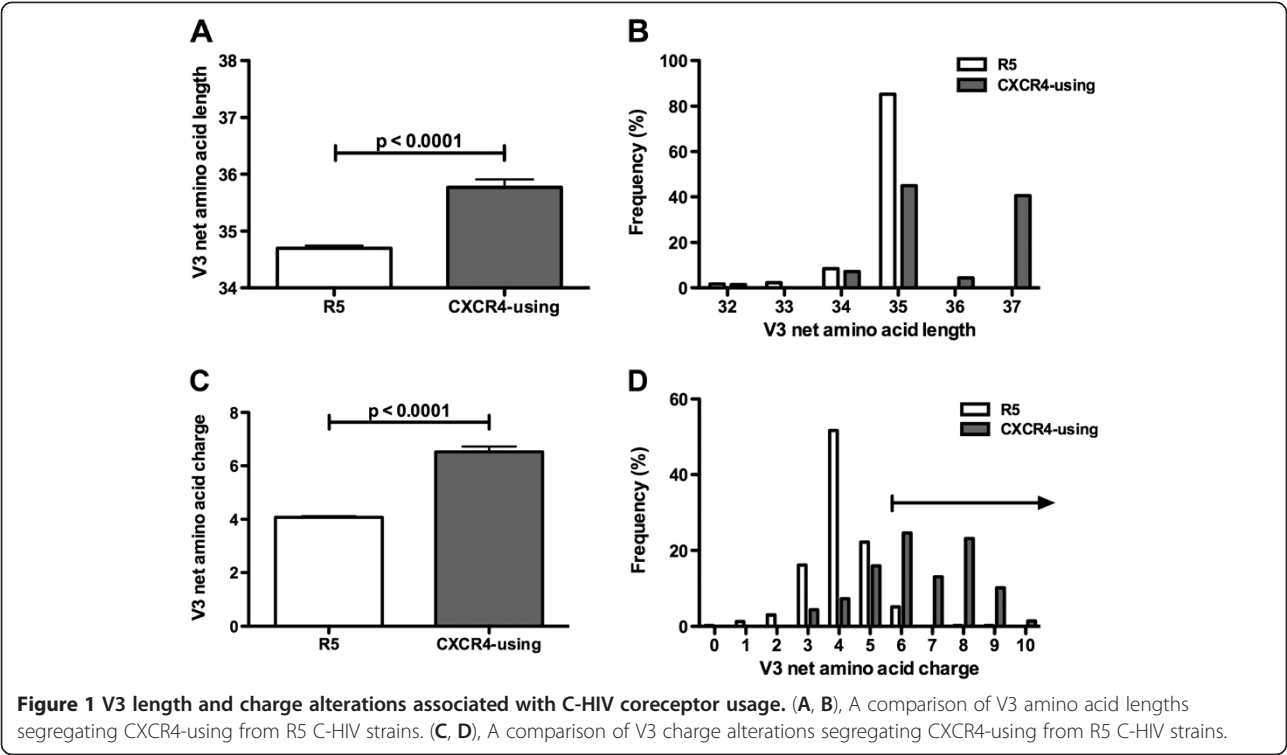 A
V3 net amino acid length
38
37
36
35
34
p < 0.0001
R5
CXCR4-using
B
Frequency (%)
100
80
60
40
20
0
R5
CXCR4-using
32 33 34 35 36 37
V3 net amino acid length
C
V3 net amino acid charge
8
6
4
2
0
p < 0.0001
R5
CXCR4-using
D
Frequency (%)
60
40
20
0
R5
CXCR4-using
0 1 2 3 4 5 6 7 8 9 10
V3 net amino acid charge
Figure 1 V3 length and charge alterations associated with C-HIV coreceptor usage. (A, B), A comparison of V3 amino acid lengths
segregating CXCR4-using from R5 C-HIV strains. (C, D), A comparison of V3 charge alterations segregating CXCR4-using from R5 C-HIV strains.